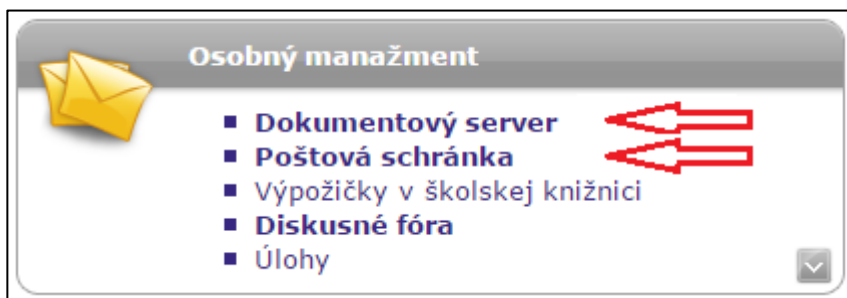 Osobný manažment
Dokumentový server
Poštová schránka
Výpožičky v školskej knižnici
Diskusné fóra
Úlohy